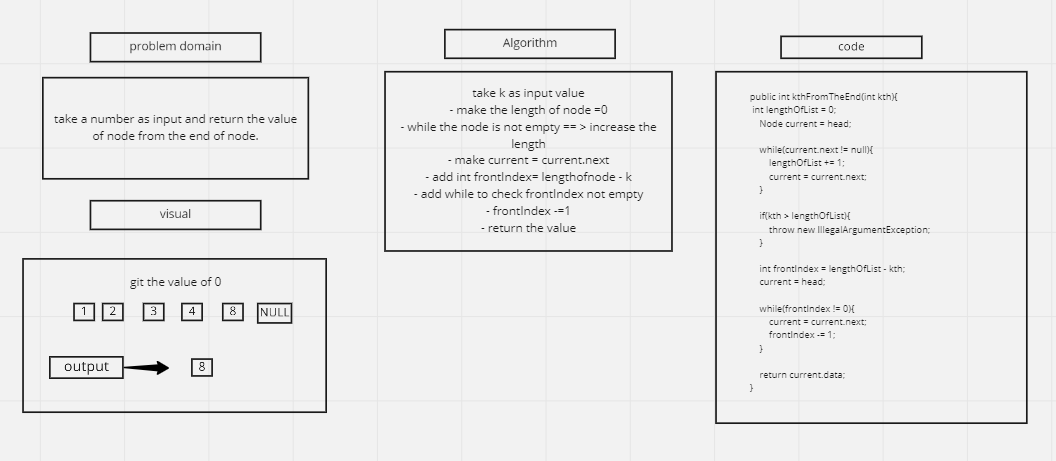 problem domain
take a number as input and return the value
of node from the end of node.
visual
git the value of 0
1 2 3 4 8 NULL
output 8
Algorithm
take k as input value
- make the length of node =0
- while the node is not empty == > increase the
length
- make current = current.next
- add int frontIndex= lengthofnode - k
- add while to check frontIndex not empty
- frontIndex -=1
- return the value
code
public int kthFromTheEnd(int kth){
int lengthOfList = 0;
Node current = head;
while(current.next != null){
lengthOfList += 1;
current = current.next;
}
if(kth > lengthOfList){
throw new IllegalArgumentException;
}
int frontIndex = lengthOfList - kth;
current = head;
while(frontIndex != 0){
current = current.next;
frontIndex -= 1;
}
return current.data;
}